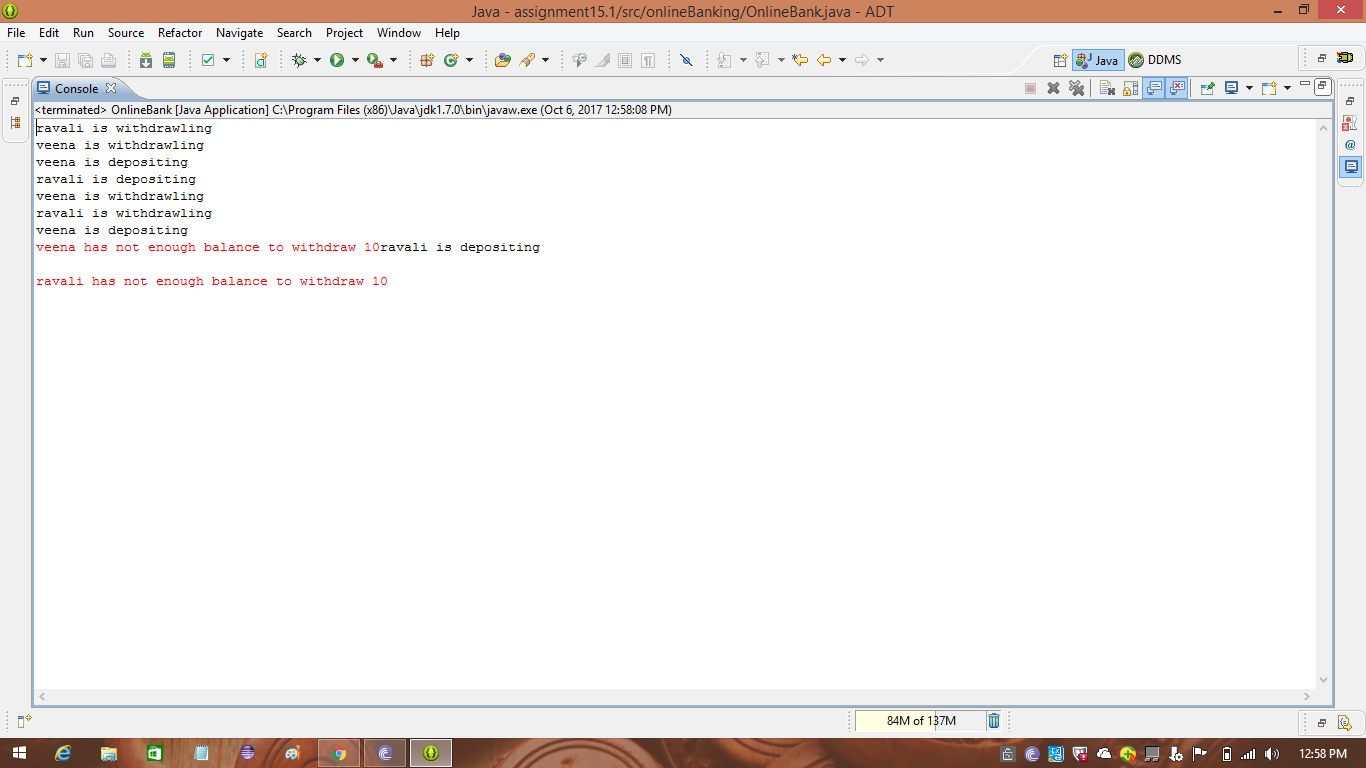 Java - assignment15.1/src/onlineBanking/OnlineBank.java - ADT
File Edit Run Source Refactor Navigate Search Project Window Help
Java DDMS
Console
<terminated> OnlineBank [Java Application] C:\Program Files (x86)\Java\jdk1.7.0\bin\javaw.exe (Oct 6, 2017 12:58:08 PM)
ravali is withdrawling
veena is withdrawling
veena is depositing
ravali is depositing
veena is withdrawling
ravali is withdrawling
veena is depositing
veena has not enough balance to withdraw 10ravali is depositing
ravali has not enough balance to withdraw 10
84M of 137M
12:58 PM